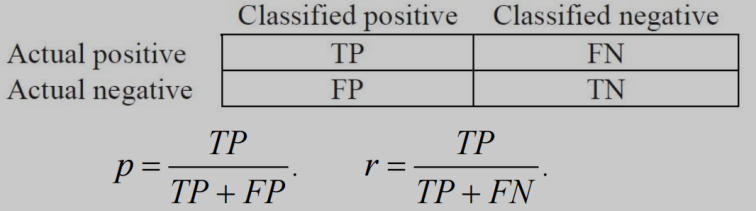 Classified positive Classified negative
Actual positive TP FN
Actual negative FP TN
p = TP / (TP + FP). r = TP / (TP + FN).